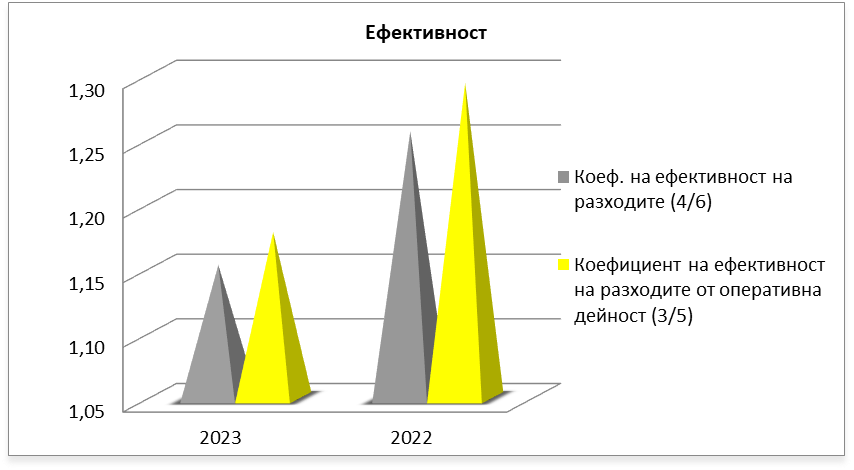 Ефективност
1,30
1,25
1,20
1,15
1,10
1,05
2023
2022
Коеф. на ефективност на
разходите (4/6)
Коефициент на ефективност
на разходите от оперативна
дейност (3/5)